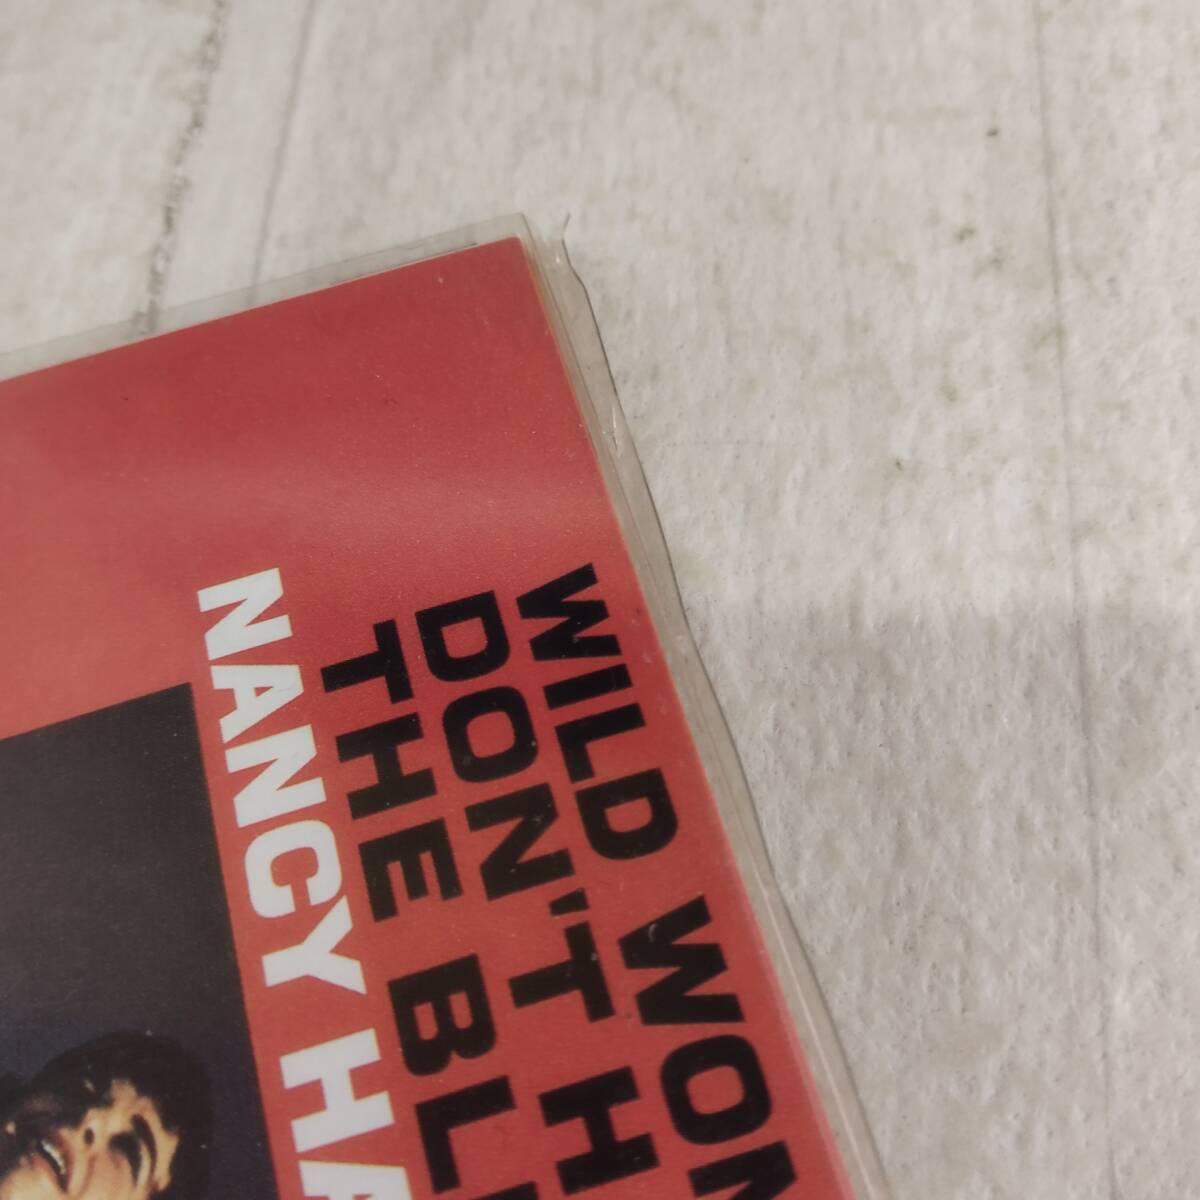 WILD WOM
DON'T H
THE BL
NANCY HA